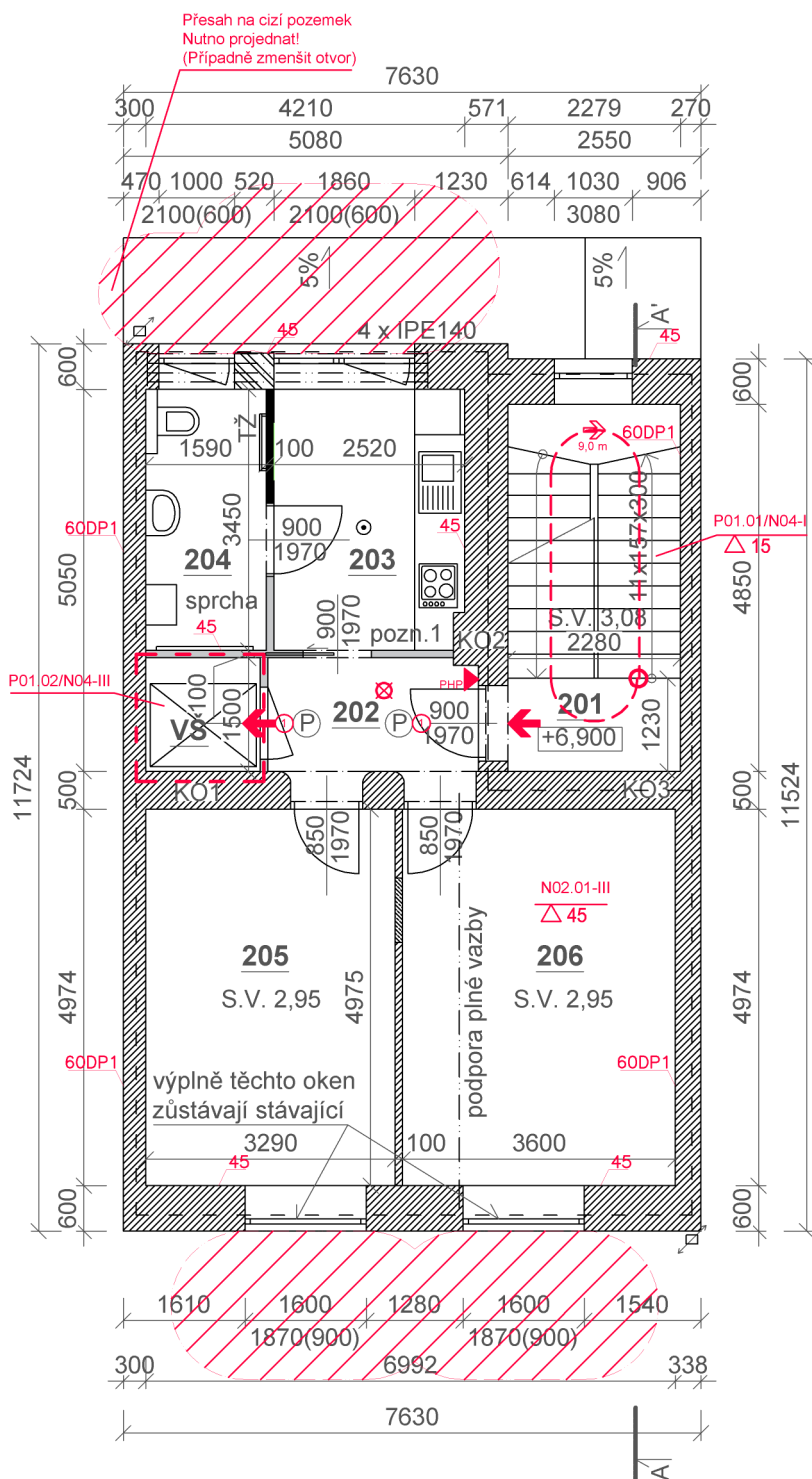 Přesah na cizí pozemek
Nutno projednat!
(Případně zmenšit otvor)
7630
300 4210 571 2279 270
5080 2550
470 1000 520 1860 1230 614 1030 906
2100(600) 2100(600) 3080
5% 5%
A'
45 4 x IPE140 45
600 600
TŽ
60DP1
9,0 m
1590 100 2520
11x157x300
P01.01/N04-I
15
60DP1
3450
900
1970
45
204 203
5050 4850
sprcha
S.V. 3,08
45
900
1970
pozn.1
KO2
2280
P01.02/N04-III
100
1500
VŠ
PHP
202
1 P P 1
900
1970
201
+6,900
1230
11724 11524
500 500
KO1 KO3
850
1970
850
1970
N02.01-III
45
205 206
S.V. 2,95 S.V. 2,95
4974 4975 4974
podpora plné vazby
60DP1 60DP1
výplně těchto oken
zůstávají stávající
3290 100 3600
45 45
600 600
1610 1600 1280 1600 1540
1870(900) 1870(900)
300 6992 338
7630
A